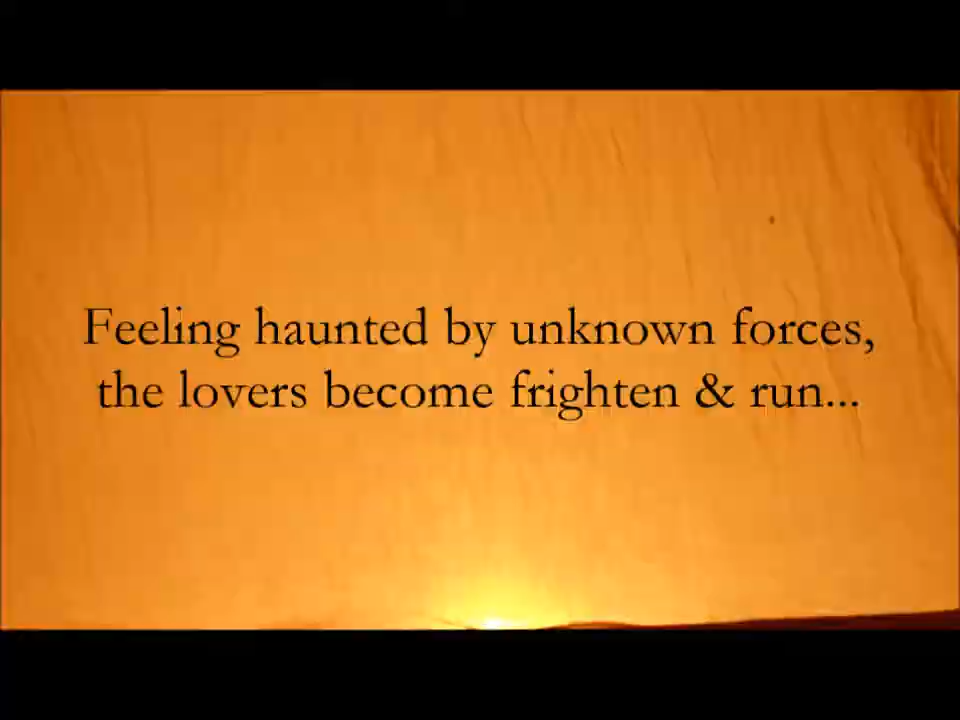 Feeling haunted by unknown forces,
the lovers become frighten & run...